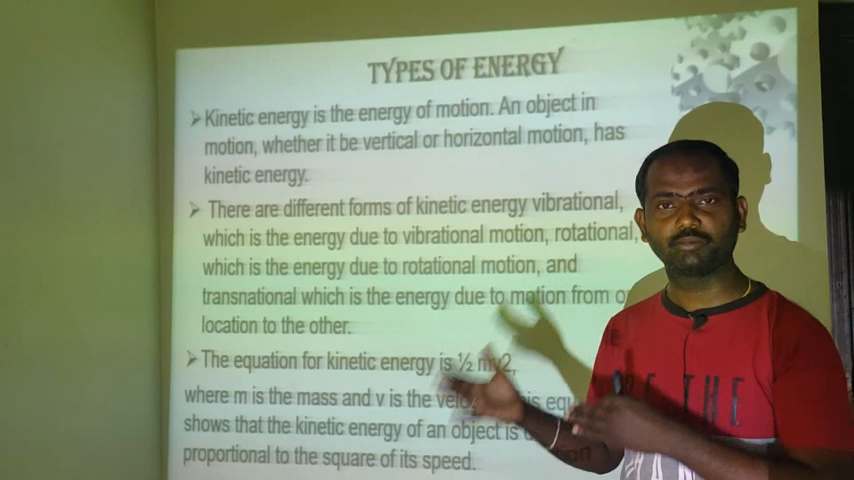 TYPES OF ENERGY
➢ Kinetic energy is the energy of motion. An object in
motion, whether it be vertical or horizontal motion, has
kinetic energy.
➢ There are different forms of kinetic energy vibrational,
which is the energy due to vibrational motion, rotational,
which is the energy due to rotational motion, and
transnational which is the energy due to motion from
location to the other.
➢ The equation for kinetic energy is ½ mv2,
where m is the mass and v is the
shows that the kinetic energy of an object is
proportional to the square of its speed.
THE